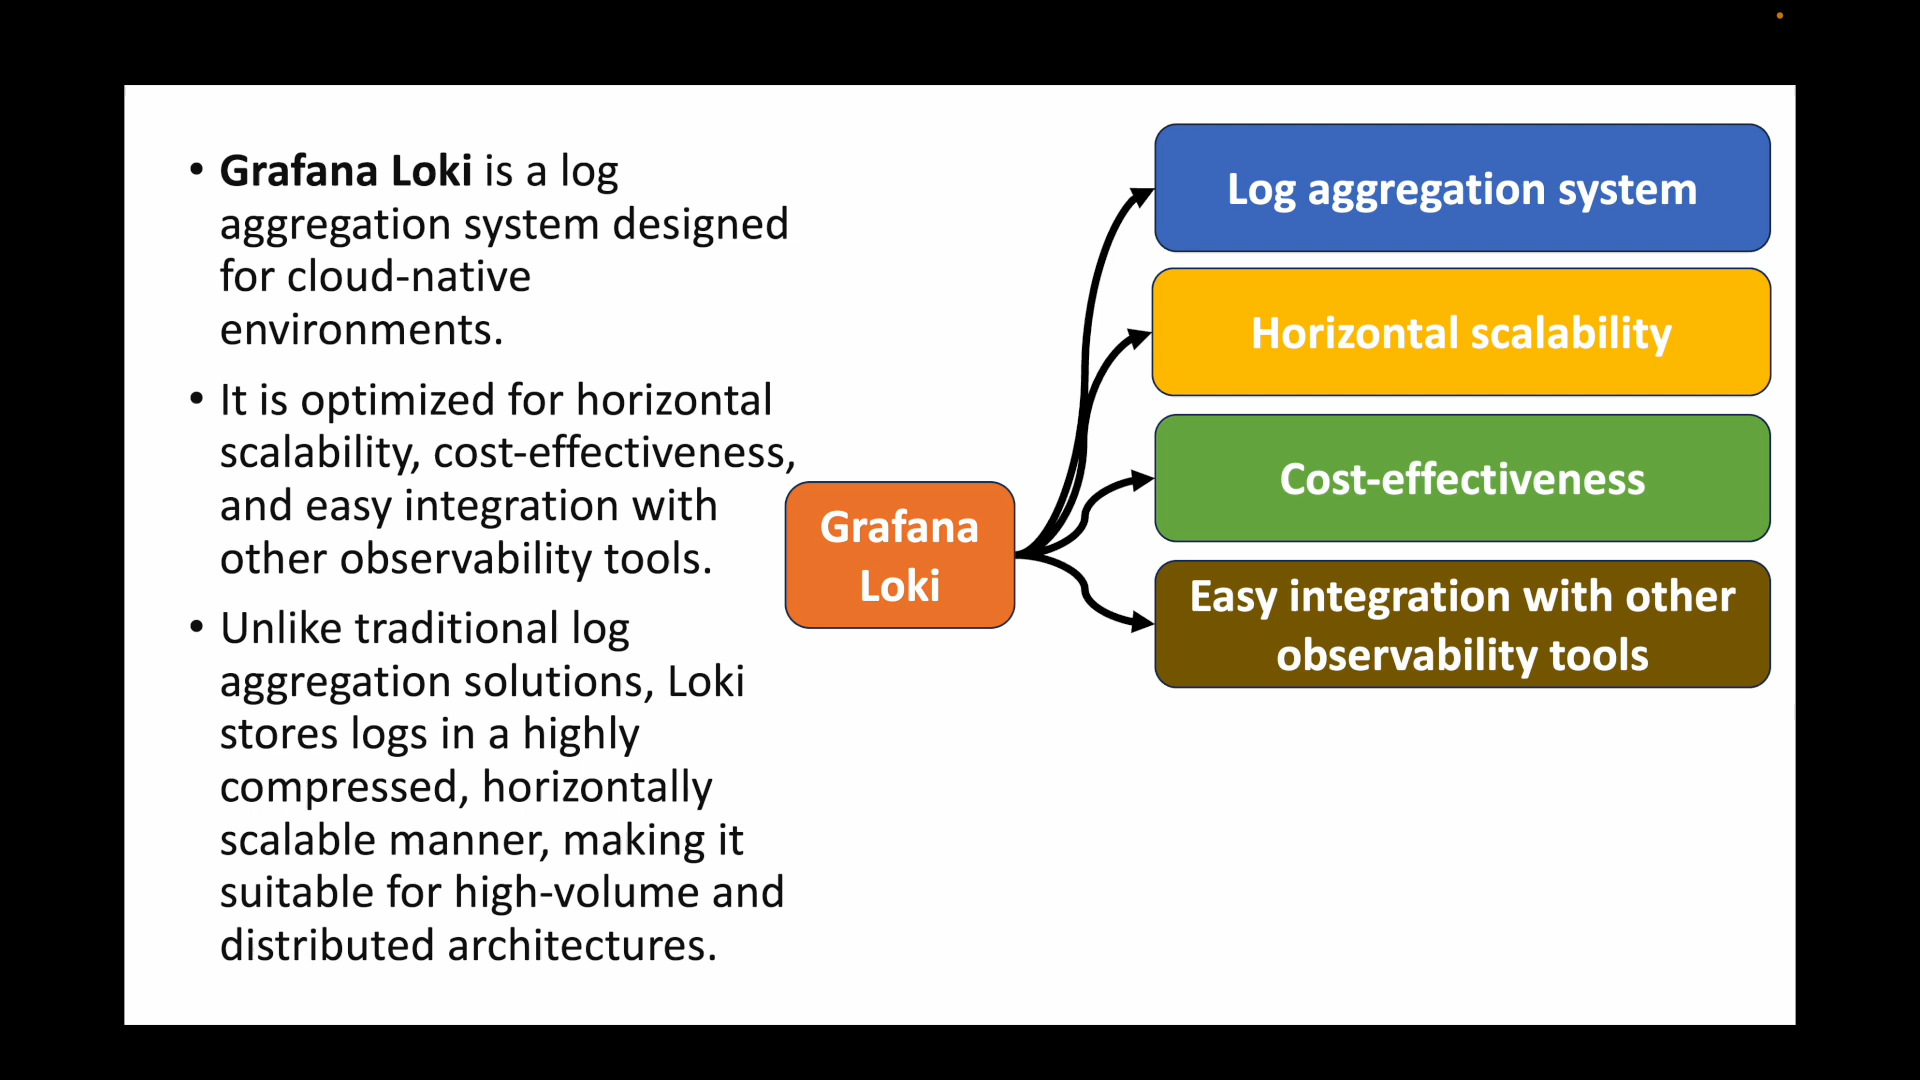 • Grafana Loki is a log
aggregation system designed
for cloud-native
environments.
• It is optimized for horizontal
scalability, cost-effectiveness,
and easy integration with
other observability tools.
• Unlike traditional log
aggregation solutions, Loki
stores logs in a highly
compressed, horizontally
scalable manner, making it
suitable for high-volume and
distributed architectures.
Grafana
Loki
Log aggregation system
Horizontal scalability
Cost-effectiveness
Easy integration with other
observability tools